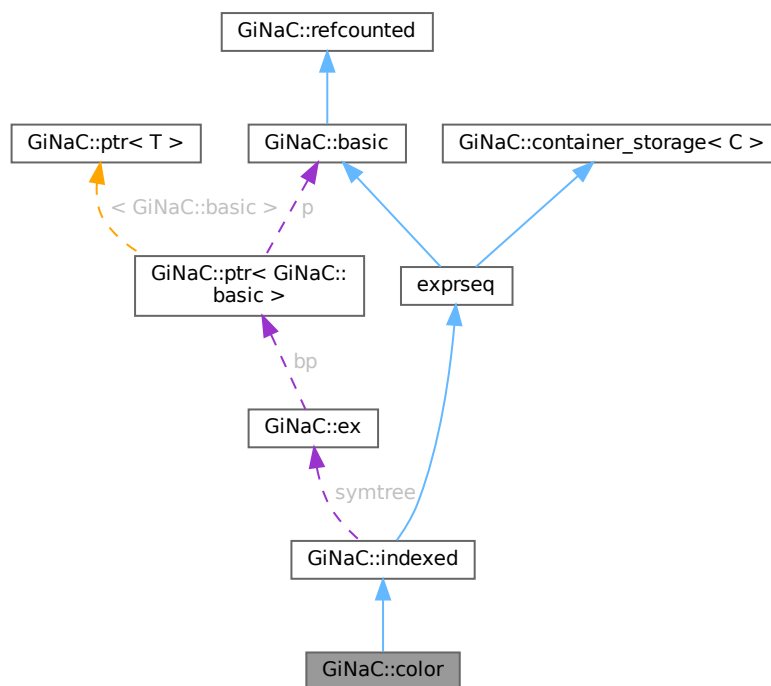 GiNaC::refcounted
GiNaC::ptr< T >
GiNaC::basic
GiNaC::container_storage< C >
< GiNaC::basic >
p
GiNaC::ptr< GiNaC::
basic >
exprseq
bp
GiNaC::ex
symtree
GiNaC::indexed
GiNaC::color